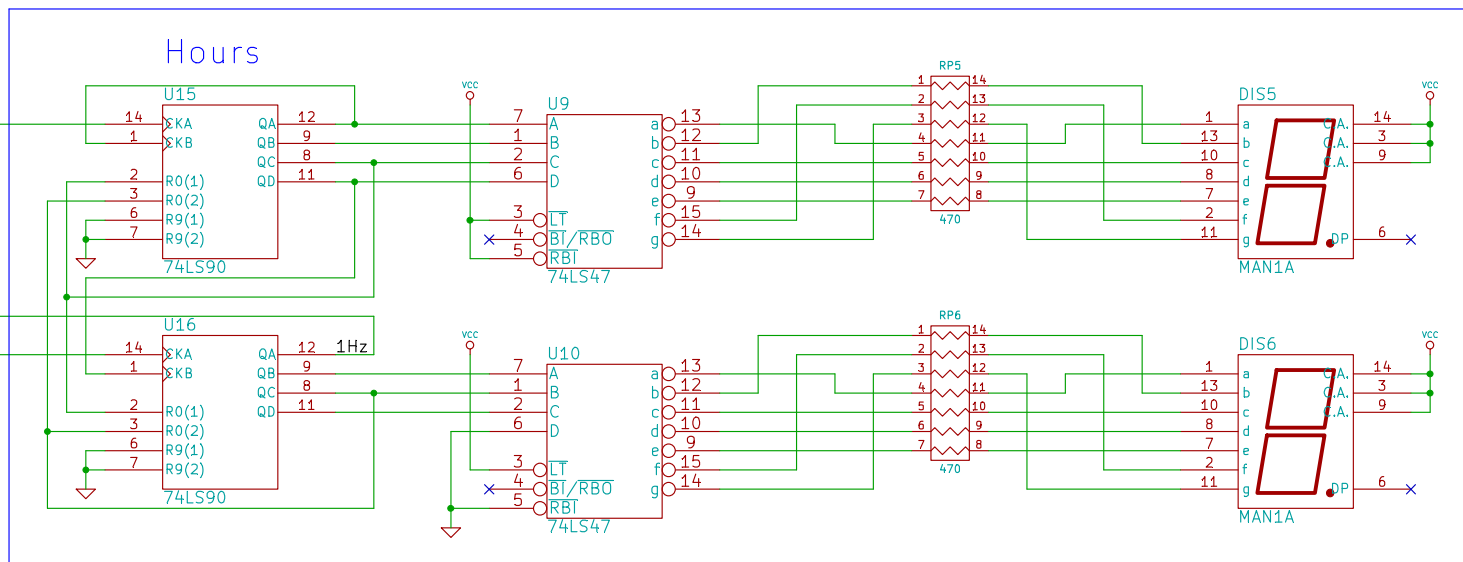 Hours
U15
14 CKA QA 12
1 CKB QB 9
QC 8
QD 11
2 R0(1)
3 R0(2)
6 R9(1)
7 R9(2)
74LS90
VCC
U9
7 A a 13
1 B b 12
2 C c 11
6 D d 10
e 9
3 LT f 15
4 BI/RBO g 14
5 RBI
74LS47
RP5
1 14
2 13
3 12
4 11
5 10
6 9
7 8
470
DIS5
1 a C.A. 14
13 b C.A. 3
10 c C.A. 9
8 d
7 e
2 f
11 g DP 6
MAN1A
VCC
U16
14 CKA QA 12 1Hz
1 CKB QB 9
QC 8
QD 11
2 R0(1)
3 R0(2)
6 R9(1)
7 R9(2)
74LS90
VCC
U10
7 A a 13
1 B b 12
2 C c 11
6 D d 10
e 9
3 LT f 15
4 BI/RBO g 14
5 RBI
74LS47
RP6
1 14
2 13
3 12
4 11
5 10
6 9
7 8
470
DIS6
1 a C.A. 14
13 b C.A. 3
10 c C.A. 9
8 d
7 e
2 f
11 g DP 6
MAN1A
VCC